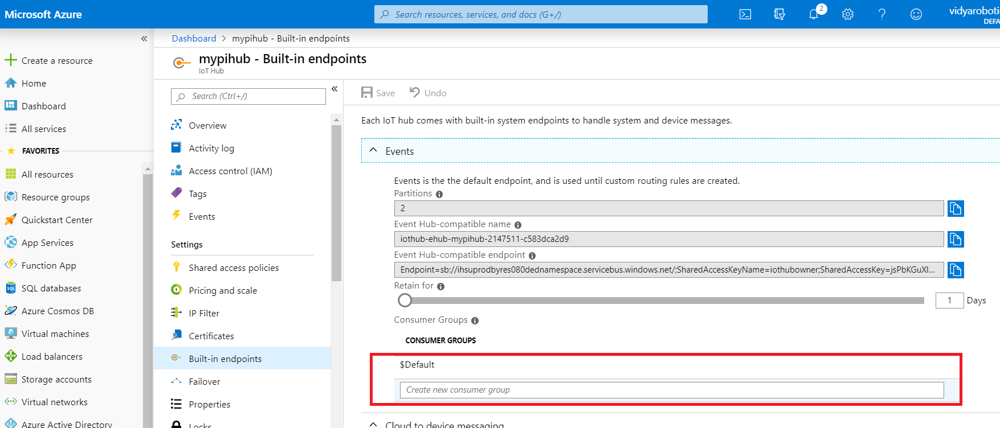 Microsoft Azure
Search resources, services, and docs (G+/)
2
vidyaroboti
DEFA
Create a resource
Home
Dashboard
All services
FAVORITES
All resources
Resource groups
Quickstart Center
App Services
Function App
SQL databases
Azure Cosmos DB
Virtual machines
Load balancers
Storage accounts
Virtual networks
Azure Active Directory
Dashboard > mypihub - Built-in endpoints
mypihub - Built-in endpoints
IoT Hub
Search (Ctrl+/)
Overview
Activity log
Access control (IAM)
Tags
Events
Settings
Shared access policies
Pricing and scale
IP Filter
Certificates
Built-in endpoints
Failover
Properties
Locks
Save Undo
Each IoT hub comes with built-in system endpoints to handle system and device messages.
Events
Events is the the default endpoint, and is used until custom routing rules are created.
Partitions
2
Event Hub-compatible name
iothub-ehub-mypihub-2147511-c583dca2d9
Event Hub-compatible endpoint
Endpoint=sb://ihsuprodbyres080dednamespace.servicebus.windows.net/;SharedAccessKeyName=iothubowner;SharedAccessKey=jsPbKGuXI...
Retain for
1 Days
Consumer Groups
CONSUMER GROUPS
$Default
Create new consumer group
Cloud to device messaging